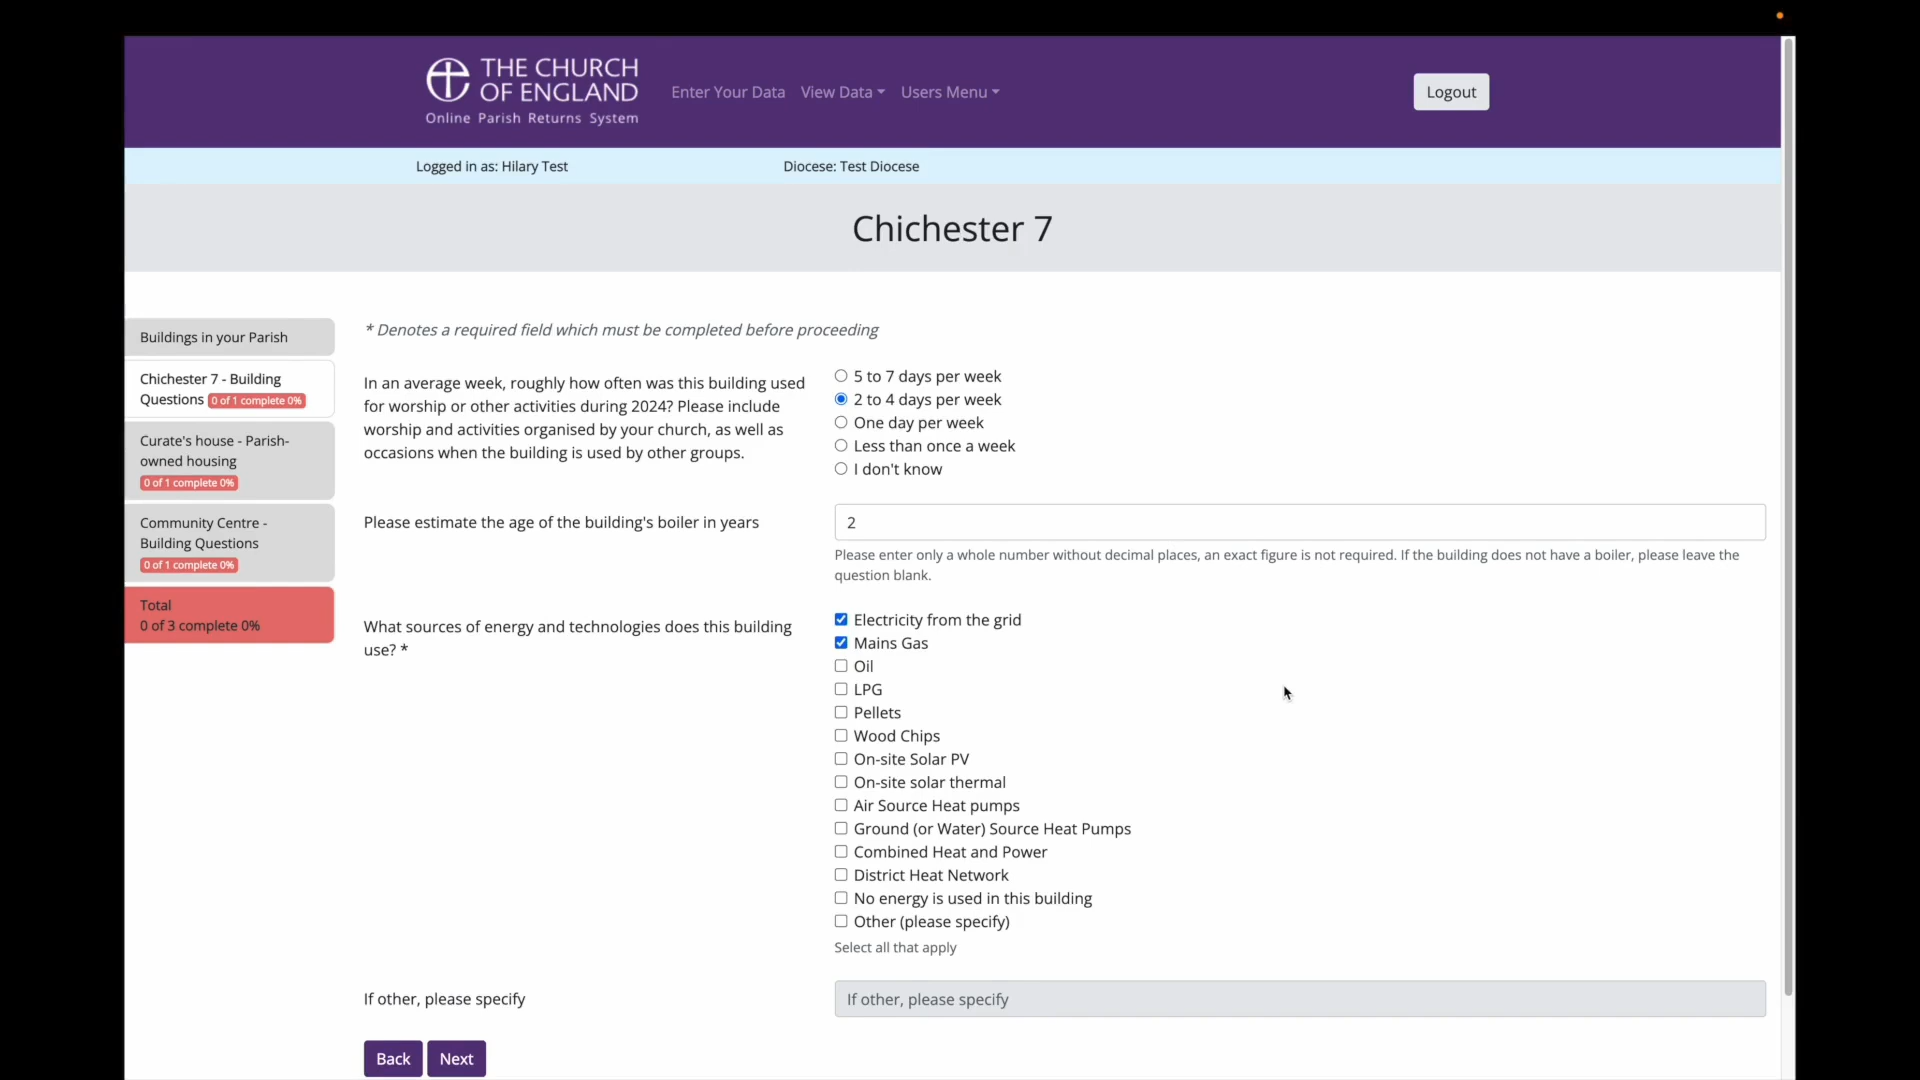 THE CHURCH
OF ENGLAND
Online Parish Returns System
Enter Your Data
View Data
Users Menu
Logout
Logged in as: Hilary Test
Diocese: Test Diocese
Chichester 7
Buildings in your Parish
Chichester 7 - Building
Questions 0 of 1 complete 0%
Curate's house - Parish-
owned housing
0 of 1 complete 0%
Community Centre -
Building Questions
0 of 1 complete 0%
Total
0 of 3 complete 0%
* Denotes a required field which must be completed before proceeding
In an average week, roughly how often was this building used
for worship or other activities during 2024? Please include
worship and activities organised by your church, as well as
occasions when the building is used by other groups.
5 to 7 days per week
2 to 4 days per week
One day per week
Less than once a week
I don't know
Please estimate the age of the building's boiler in years
2
Please enter only a whole number without decimal places, an exact figure is not required. If the building does not have a boiler, please leave the
question blank.
What sources of energy and technologies does this building
use? *
Electricity from the grid
Mains Gas
Oil
LPG
Pellets
Wood Chips
On-site Solar PV
On-site solar thermal
Air Source Heat pumps
Ground (or Water) Source Heat Pumps
Combined Heat and Power
District Heat Network
No energy is used in this building
Other (please specify)
Select all that apply
If other, please specify
If other, please specify
Back
Next